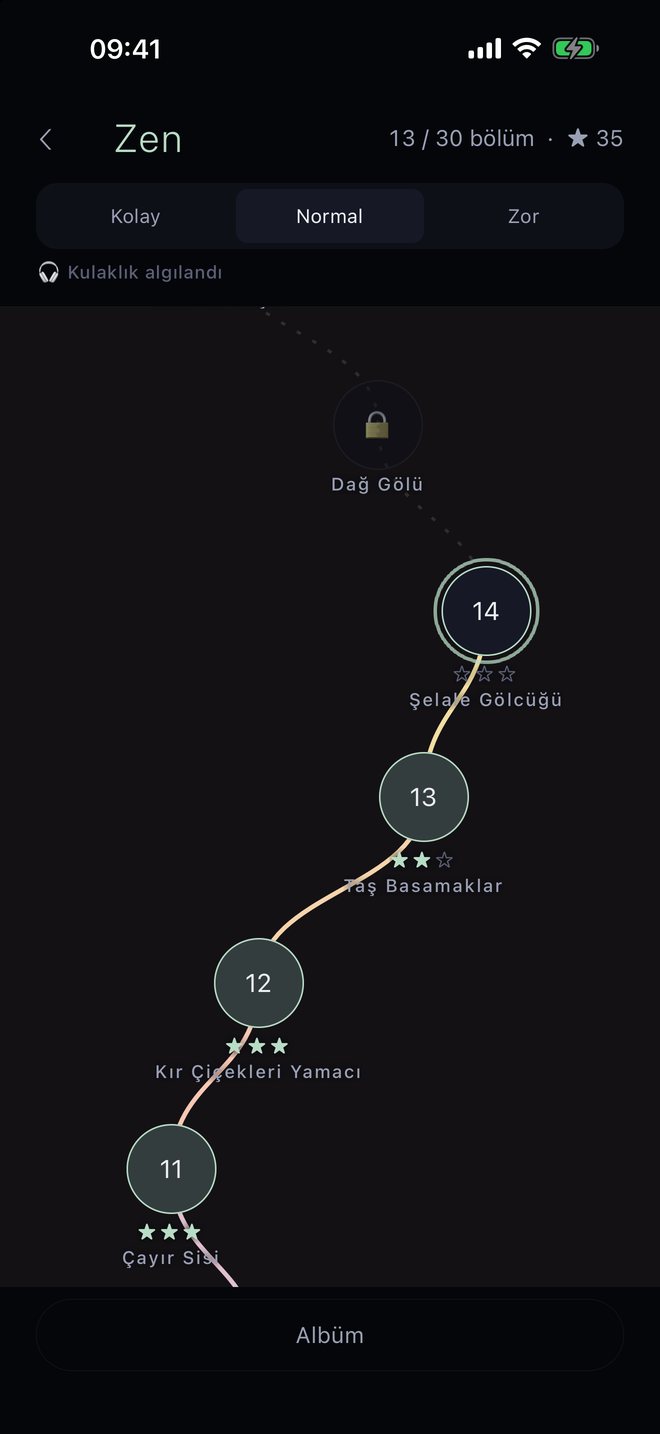 09:41
Zen
13 / 30 bölüm · ★ 35
Kolay
Normal
Zor
Kulaklık algılandı
Dağ Gölü
14
☆☆☆
Şelale Gölcüğü
13
★★☆
Taş Basamaklar
12
★★★
Kır Çiçekleri Yamacı
11
★★★
Çayır Sisi
Albüm